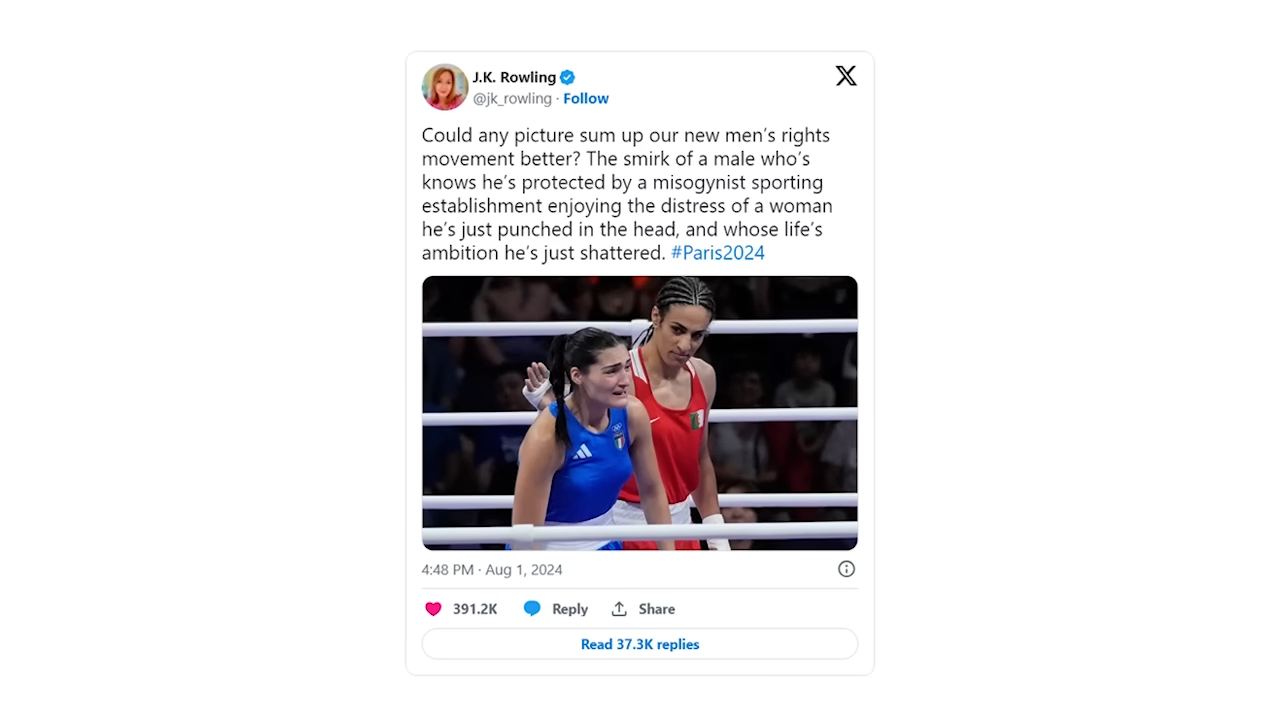 J.K. Rowling
@jk_rowling · Follow
Could any picture sum up our new men’s rights
movement better? The smirk of a male who’s
knows he’s protected by a misogynist sporting
establishment enjoying the distress of a woman
he’s just punched in the head, and whose life’s
ambition he’s just shattered. #Paris2024
4:48 PM · Aug 1, 2024
391.2K Reply Share
Read 37.3K replies